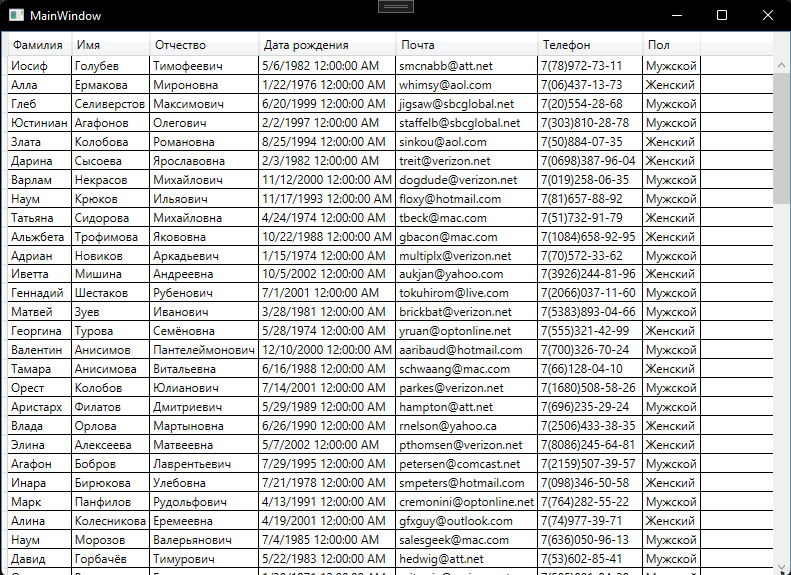 MainWindow
Фамилия Имя Отчество Дата рождения Почта Телефон Пол
Иосиф Голубев Тимофеевич 5/6/1982 12:00:00 AM smcnabb@att.net 7(78)972-73-11 Мужской
Алла Ермакова Мироновна 1/22/1976 12:00:00 AM whimsy@aol.com 7(06)437-13-73 Женский
Глеб Селиверстов Максимович 6/20/1999 12:00:00 AM jigsaw@sbcglobal.net 7(20)554-28-68 Мужской
Юстиниан Агафонов Олегович 2/2/1997 12:00:00 AM staffelb@sbcglobal.net 7(303)810-28-78 Мужской
Злата Колобова Романовна 8/25/1994 12:00:00 AM sinkou@aol.com 7(50)884-07-35 Женский
Дарина Сысоева Ярославовна 2/3/1982 12:00:00 AM treit@verizon.net 7(0698)387-96-04 Женский
Варлам Некрасов Михайлович 11/12/2000 12:00:00 AM dogdude@verizon.net 7(019)258-06-35 Мужской
Наум Крюков Ильяович 11/17/1993 12:00:00 AM floxy@hotmail.com 7(81)657-88-92 Мужской
Татьяна Сидорова Михайловна 4/24/1974 12:00:00 AM tbeck@mac.com 7(51)732-91-79 Женский
Альжбета Трофимова Якововна 10/22/1988 12:00:00 AM gbacon@mac.com 7(1084)658-92-95 Женский
Адриан Новиков Аркадьевич 1/15/1974 12:00:00 AM multiplx@verizon.net 7(70)572-33-62 Мужской
Иветта Мишина Андреевна 10/5/2002 12:00:00 AM aukjan@yahoo.com 7(3926)244-81-96 Женский
Геннадий Шестаков Рубенович 7/1/2001 12:00:00 AM tokuhirom@live.com 7(2066)037-11-60 Мужской
Матвей Зуев Иванович 3/28/1981 12:00:00 AM brickbat@verizon.net 7(5383)893-04-66 Мужской
Георгина Турова Семёновна 5/28/1974 12:00:00 AM yruan@optonline.net 7(555)321-42-99 Женский
Валентин Анисимов Пантелеймонович 12/10/2000 12:00:00 AM aaribaud@hotmail.com 7(700)326-70-24 Мужской
Тамара Анисимова Витальевна 6/16/1988 12:00:00 AM schwaang@mac.com 7(66)128-04-10 Женский
Орест Колобов Юлианович 7/14/2001 12:00:00 AM parkes@verizon.net 7(1680)508-58-26 Мужской
Аристарх Филатов Дмитриевич 5/29/1989 12:00:00 AM hampton@att.net 7(696)235-29-24 Мужской
Влада Орлова Мартыновна 6/26/1990 12:00:00 AM rnelson@yahoo.ca 7(2506)433-38-35 Женский
Элина Алексеева Матвеевна 5/7/2002 12:00:00 AM pthomsen@verizon.net 7(8086)245-64-81 Женский
Агафон Бобров Лаврентьевич 7/29/1995 12:00:00 AM petersen@comcast.net 7(2159)507-39-57 Мужской
Инара Бирюкова Улебовна 7/21/1978 12:00:00 AM smpeters@hotmail.com 7(098)346-50-58 Женский
Марк Панфилов Рудольфович 4/13/1991 12:00:00 AM cremonini@optonline.net 7(764)282-55-22 Мужской
Алина Колесникова Еремеевна 4/19/2001 12:00:00 AM gfxguy@outlook.com 7(74)977-39-71 Женский
Наум Морозов Валерьянович 7/4/1985 12:00:00 AM salesgeek@mac.com 7(636)050-96-13 Мужской
Давид Горбачёв Тимурович 5/22/1983 12:00:00 AM hedwig@att.net 7(53)602-85-41 Мужской